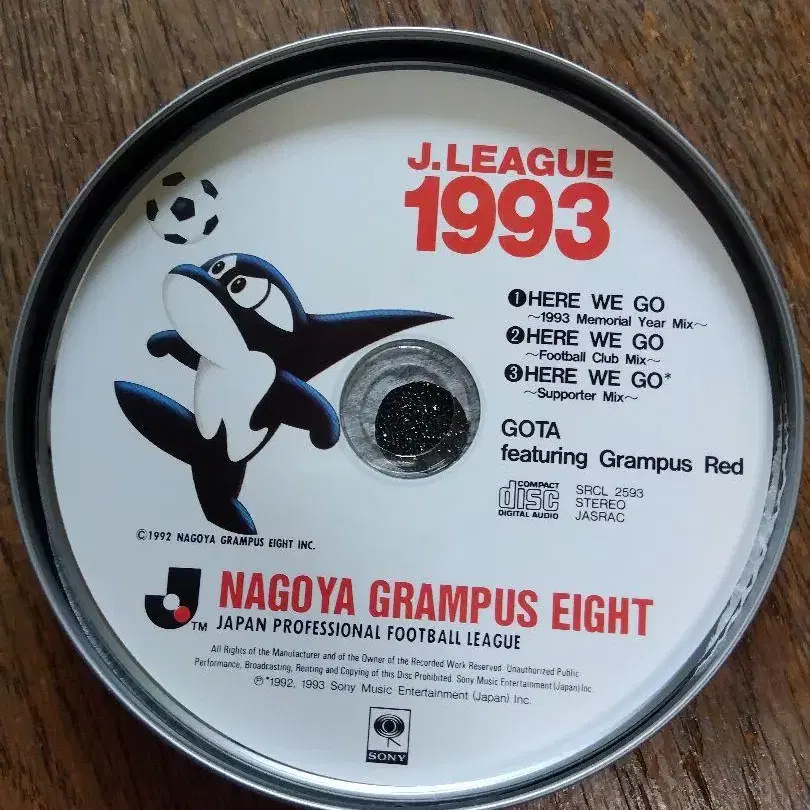 J.LEAGUE
1993
❶HERE WE GO
~1993 Memorial Year Mix~
❷HERE WE GO
~Football Club Mix~
❸HERE WE GO*
~Supporter Mix~
GOTA
featuring Grampus Red
COMPACT
disc
DIGITAL AUDIO
SRCL 2593
STEREO
JASRAC
©1992 NAGOYA GRAMPUS EIGHT INC.
TM
NAGOYA GRAMPUS EIGHT
JAPAN PROFESSIONAL FOOTBALL LEAGUE
All Rights of the Manufacturer and of the Owner of the Recorded Work Reserved. Unauthorized Public
Performance, Broadcasting, Renting and Copying of this Disc Prohibited. Sony Music Entertainment (Japan) Inc.
℗*1992, 1993 Sony Music Entertainment (Japan) Inc.
SONY